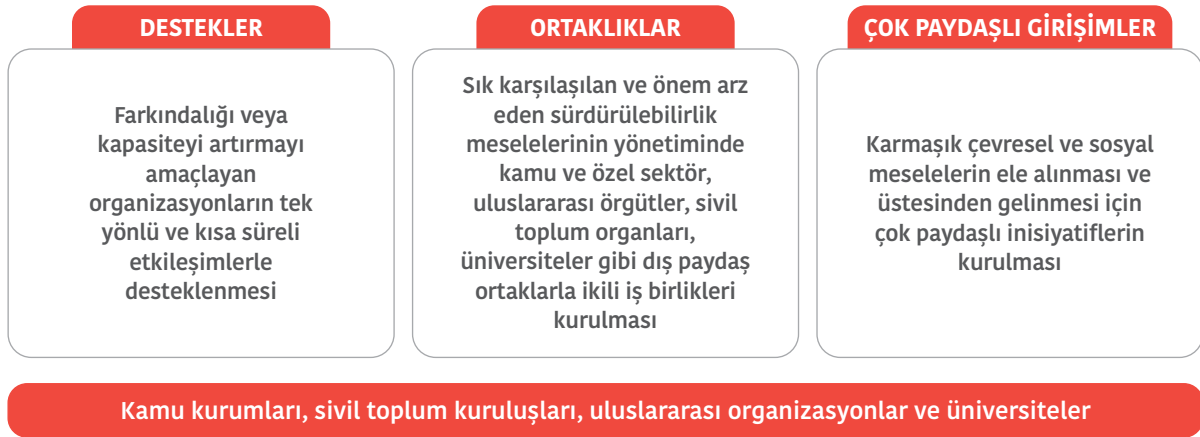 DESTEKLER
Farkındalığı veya
kapasiteyi artırmayı
amaçlayan
organizasyonların tek
yönlü ve kısa süreli
etkileşimlerle
desteklenmesi
ORTAKLIKLAR
Sık karşılaşılan ve önem arz
eden sürdürülebilirlik
meselelerinin yönetiminde
kamu ve özel sektör,
uluslararası örgütler, sivil
toplum organları,
üniversiteler gibi dış paydaş
ortaklarla ikili iş birlikleri
kurulması
ÇOK PAYDAŞLI GİRİŞİMLER
Karmaşık çevresel ve sosyal
meselelerin ele alınması ve
üstesinden gelinmesi için
çok paydaşlı inisiyatiflerin
kurulması
Kamu kurumları, sivil toplum kuruluşları, uluslararası organizasyonlar ve üniversiteler